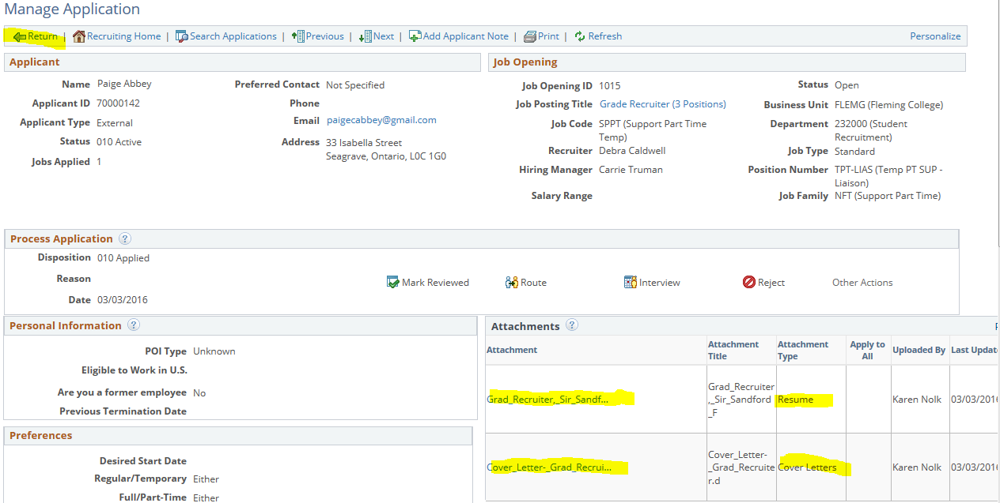 Manage Application
Return | Recruiting Home | Search Applications | Previous | Next | Add Applicant Note | Print | Refresh Personalize
Applicant
Name Paige Abbey
Preferred Contact Not Specified
Applicant ID 70000142
Phone
Applicant Type External
Email paigecabbey@gmail.com
Status 010 Active
Address 33 Isabella Street
Seagrave, Ontario, L0C 1G0
Jobs Applied 1
Job Opening
Job Opening ID 1015
Status Open
Job Posting Title Grade Recruiter (3 Positions)
Business Unit FLEMG (Fleming College)
Job Code SPPT (Support Part Time
Temp)
Department 232000 (Student
Recruitment)
Recruiter Debra Caldwell
Job Type Standard
Hiring Manager Carrie Truman
Position Number TPT-LIAS (Temp PT SUP -
Liaison)
Salary Range
Job Family NFT (Support Part Time)
Process Application ?
Disposition 010 Applied
Reason
Date 03/03/2016
Mark Reviewed Route Interview Reject Other Actions
Personal Information ?
POI Type Unknown
Eligible to Work in U.S.
Are you a former employee No
Previous Termination Date
Preferences
Desired Start Date
Regular/Temporary Either
Full/Part-Time Either
Attachments ?
Attachment
Attachment
Title
Attachment
Type
Apply to
All
Uploaded By
Last Updat
Grad_Recruiter,_Sir_Sandf...
Grad_Recruiter
,_Sir_Sandford
_F
Resume
Karen Nolk
03/03/201
Cover_Letter-_Grad_Recrui...
Cover_Letter-
_Grad_Recruite
r.d
Cover Letters
Karen Nolk
03/03/201